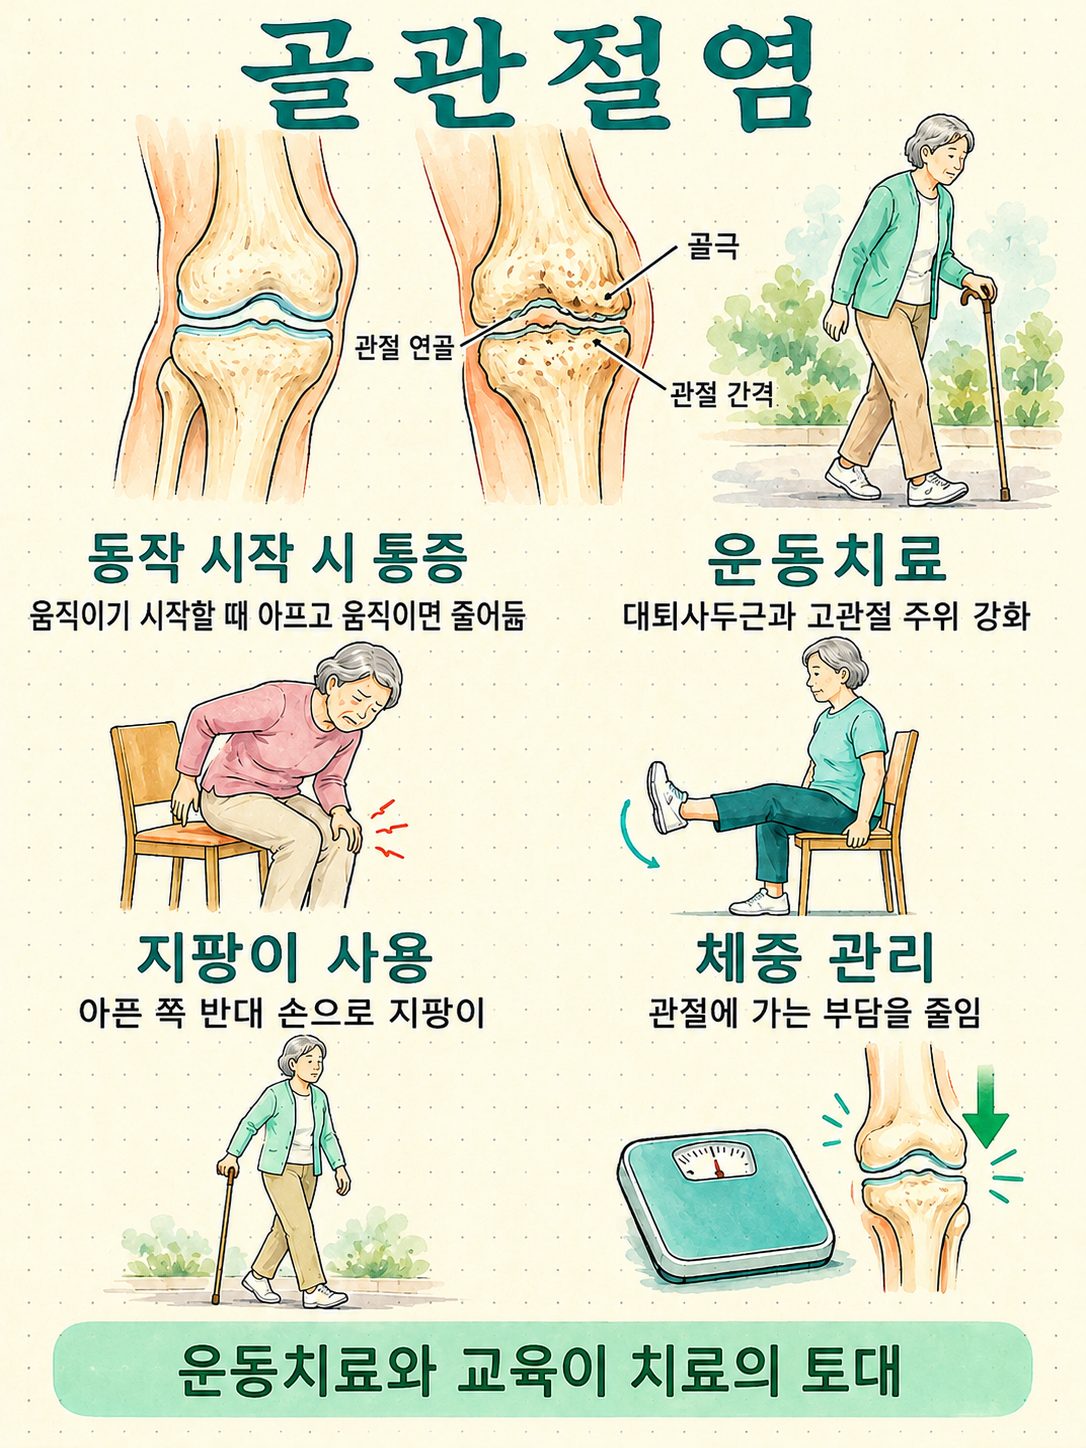 골관절염
골극
관절 연골
관절 간격
동작 시작 시 통증
움직이기 시작할 때 아프고 움직이면 줄어듦
운동치료
대퇴사두근과 고관절 주위 강화
지팡이 사용
아픈 쪽 반대 손으로 지팡이
체중 관리
관절에 가는 부담을 줄임
운동치료와 교육이 치료의 토대